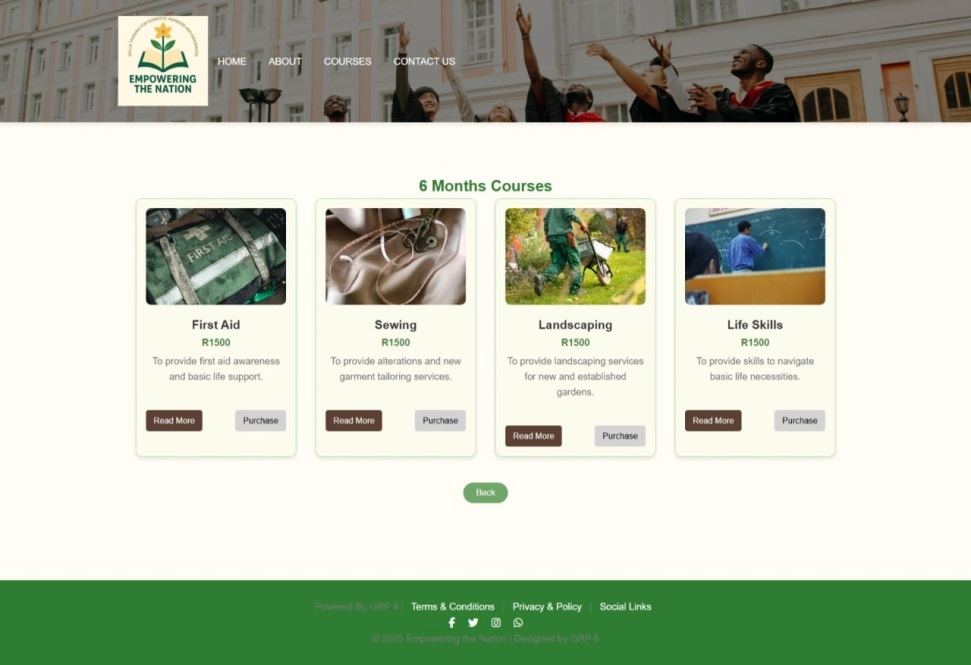 EMPOWERING
THE NATION
HOME ABOUT COURSES CONTACT US
6 Months Courses
FIRST AID
First Aid
R1500
To provide first aid awareness
and basic life support.
Read More Purchase
Sewing
R1500
To provide alterations and new
garment tailoring services.
Read More Purchase
Landscaping
R1500
To provide landscaping services
for new and established
gardens.
Read More Purchase
Life Skills
R1500
To provide skills to navigate
basic life necessities.
Read More Purchase
Back
Powered By GRP 8 | Terms & Conditions | Privacy & Policy | Social Links
© 2025 Empowering the Nation | Designed by GRP 8